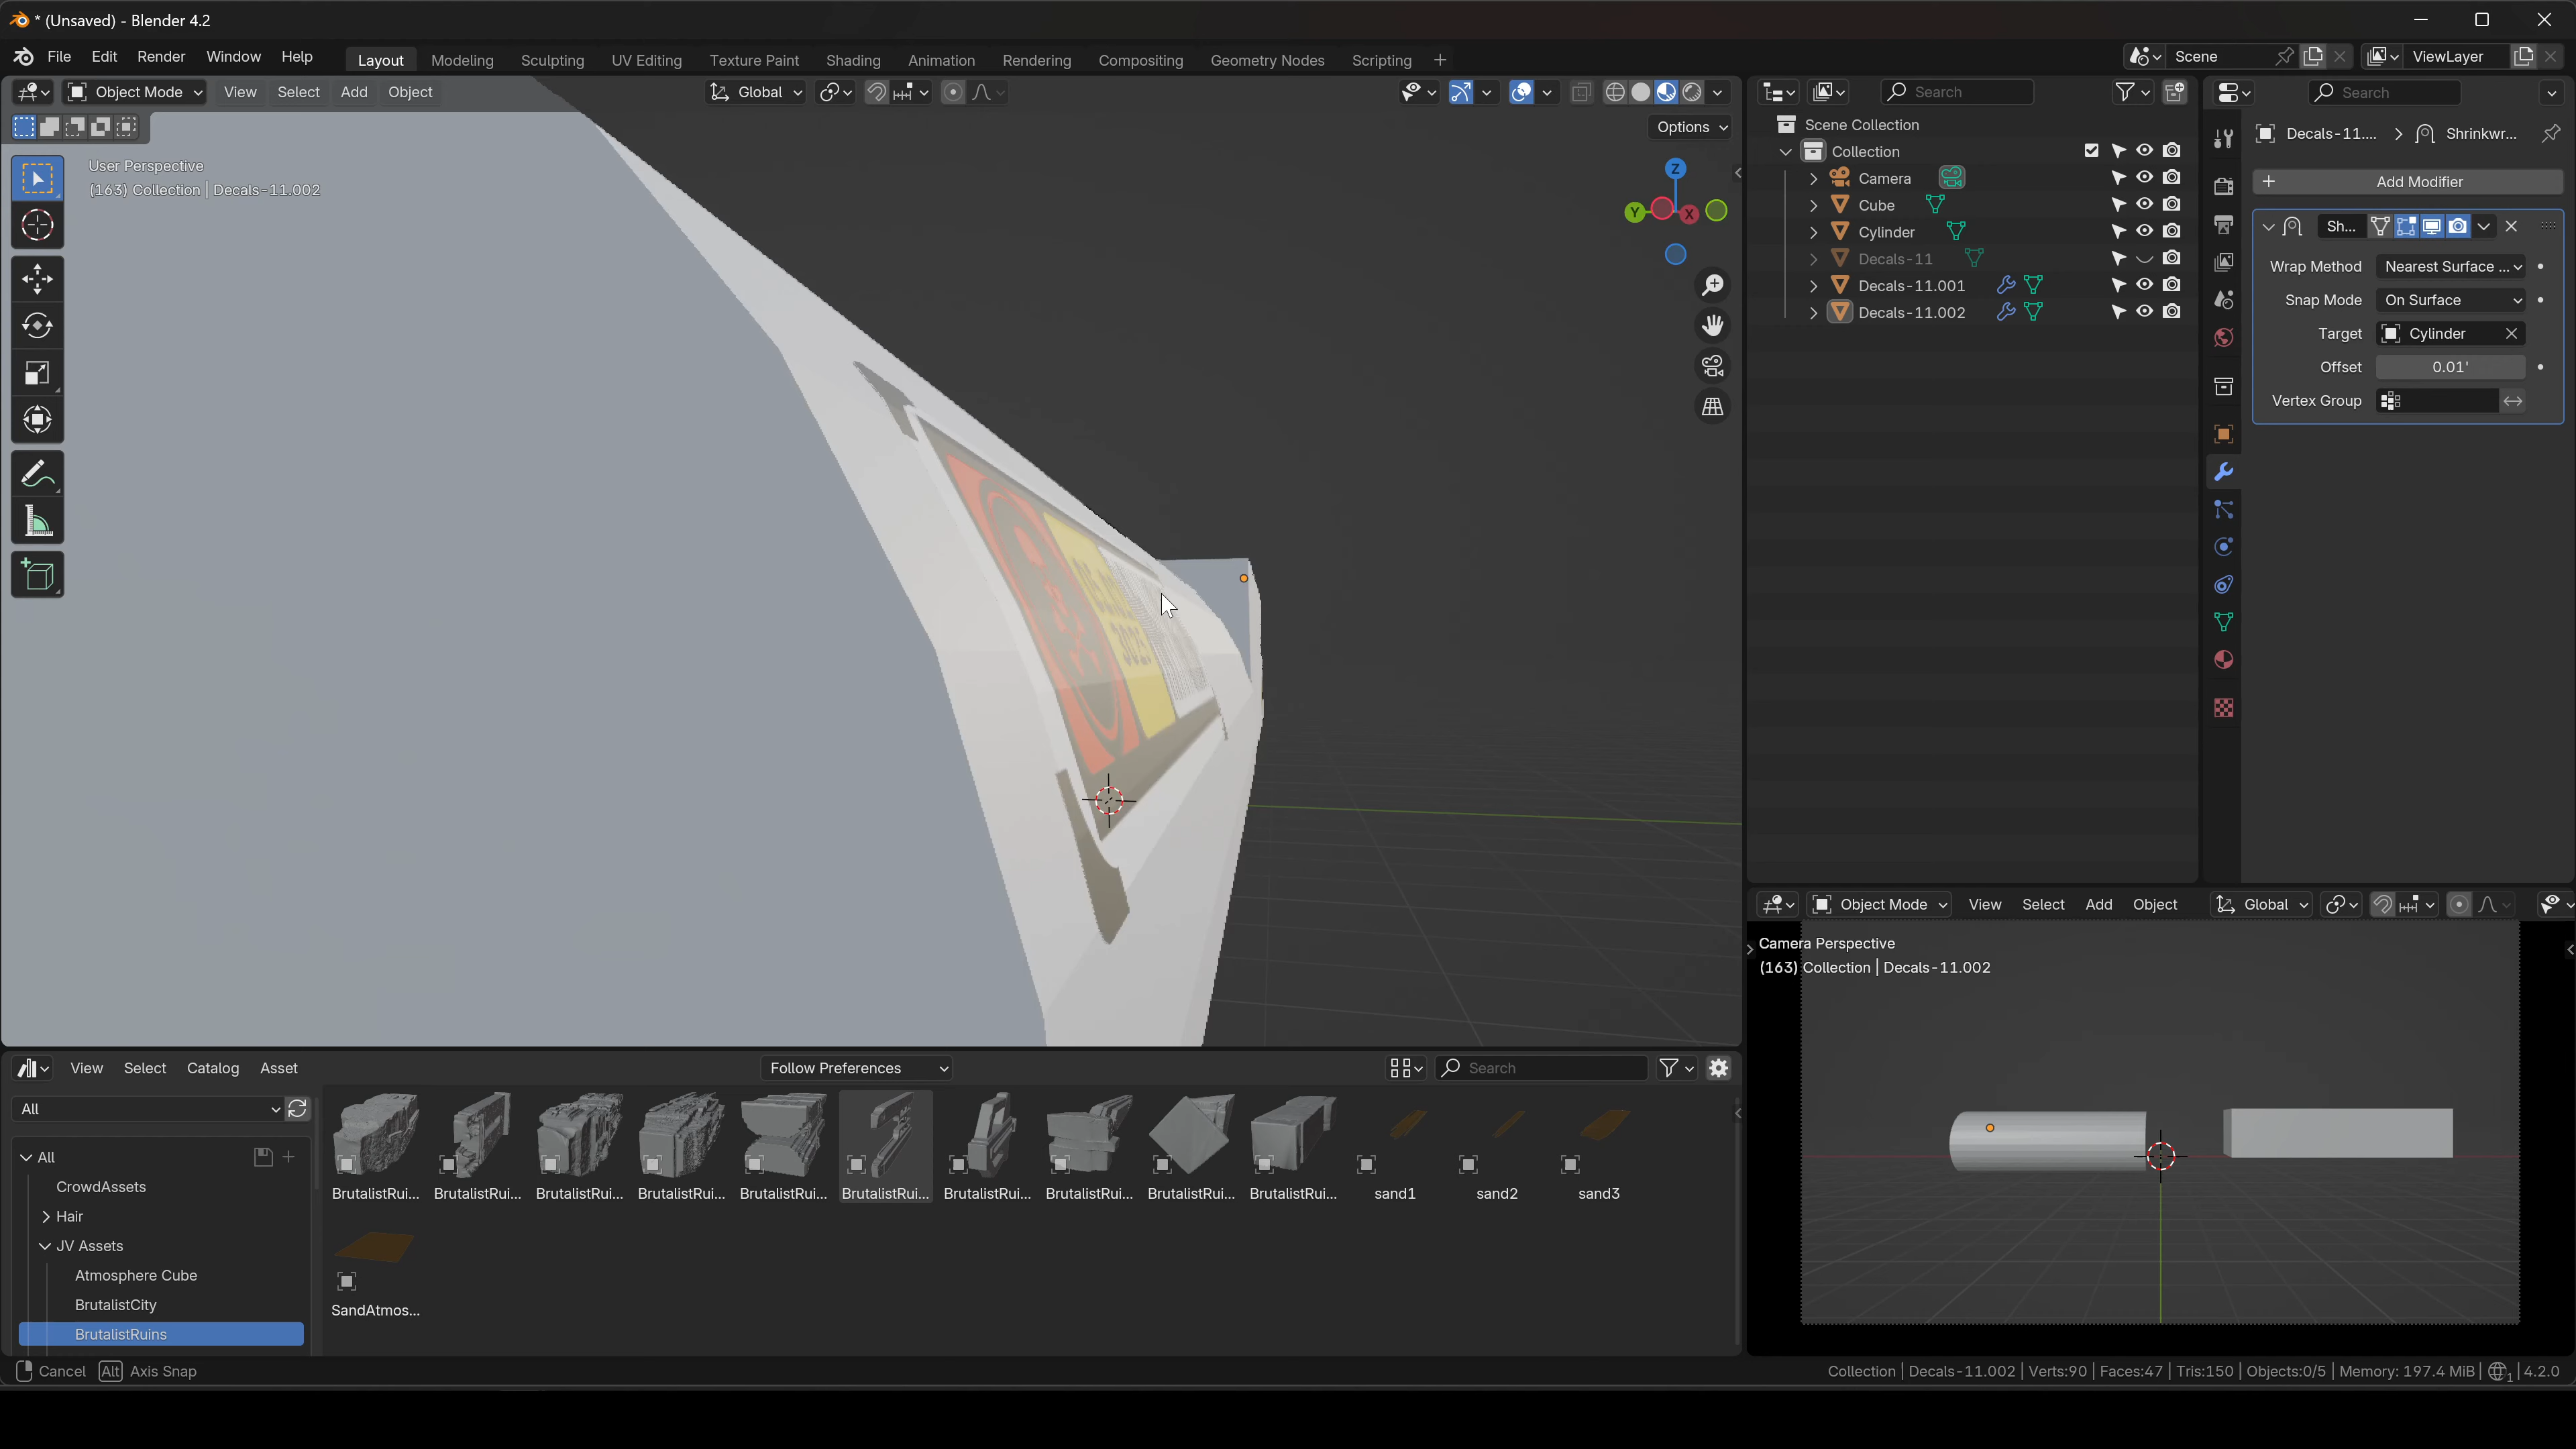 * (Unsaved) - Blender 4.2
File Edit Render Window Help Layout Modeling Sculpting UV Editing Texture Paint Shading Animation Rendering Compositing Geometry Nodes Scripting + Scene ViewLayer
Object Mode View Select Add Object Global
Options
User Perspective
(163) Collection | Decals-11.002
Z
Y
X
Search
Scene Collection
Collection
Camera
Cube
Cylinder
Decals-11
Decals-11.001
Decals-11.002
Search
Decals-11.... > Shrinkwr...
+ Add Modifier
Sh...
Wrap Method Nearest Surface ...
Snap Mode On Surface
Target Cylinder
Offset 0.01'
Vertex Group
Object Mode View Select Add Object Global
Camera Perspective
(163) Collection | Decals-11.002
View Select Catalog Asset Follow Preferences Search
All
All
CrowdAssets
Hair
JV Assets
Atmosphere Cube
BrutalistCity
BrutalistRuins
BrutalistRui... BrutalistRui... BrutalistRui... BrutalistRui... BrutalistRui... BrutalistRui... BrutalistRui... BrutalistRui... BrutalistRui... BrutalistRui... sand1 sand2 sand3
SandAtmos...
Cancel Alt Axis Snap
Collection | Decals-11.002 | Verts:90 | Faces:47 | Tris:150 | Objects:0/5 | Memory: 197.4 MiB | 1 | 4.2.0